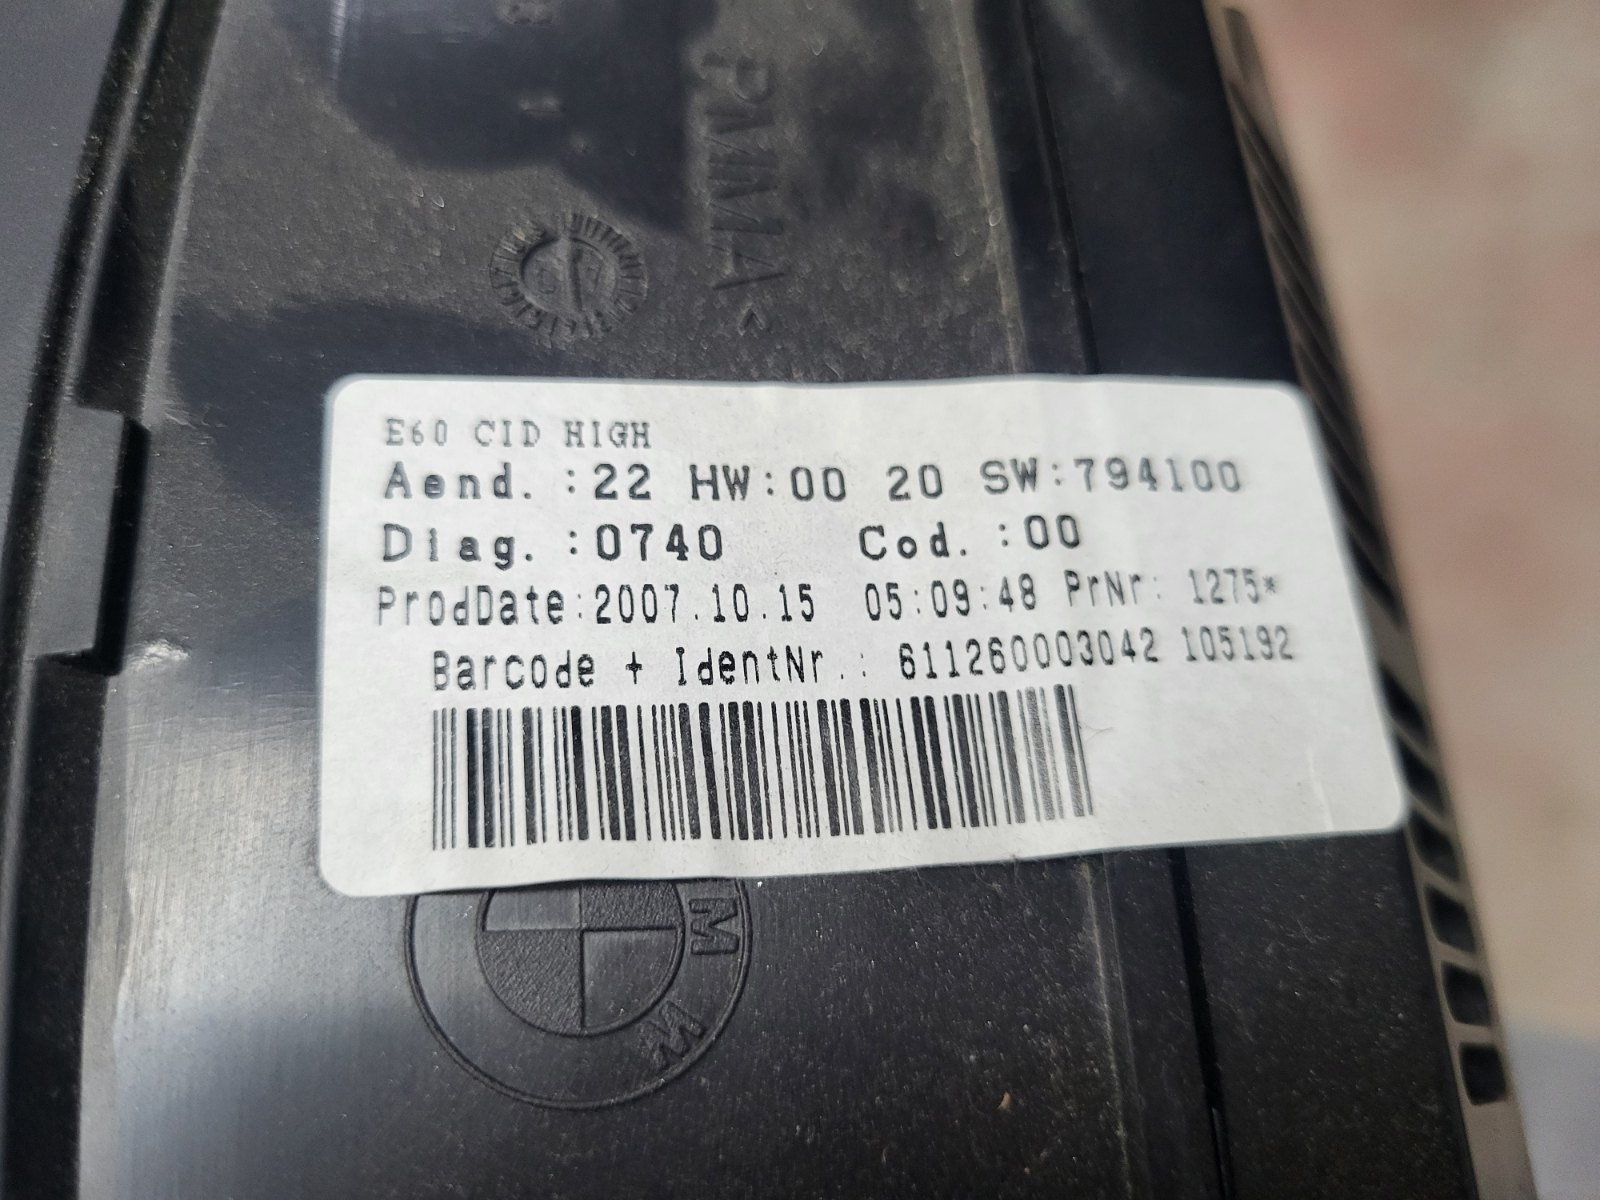 PMMA<
E60 CID HIGH
Aend. :22 HW:00 20 SW:794100
Diag. :0740 Cod. :00
ProdDate:2007.10.15 05:09:48 PrNr: 1275*
Barcode + IdentNr.: 611260003042 105192
M W